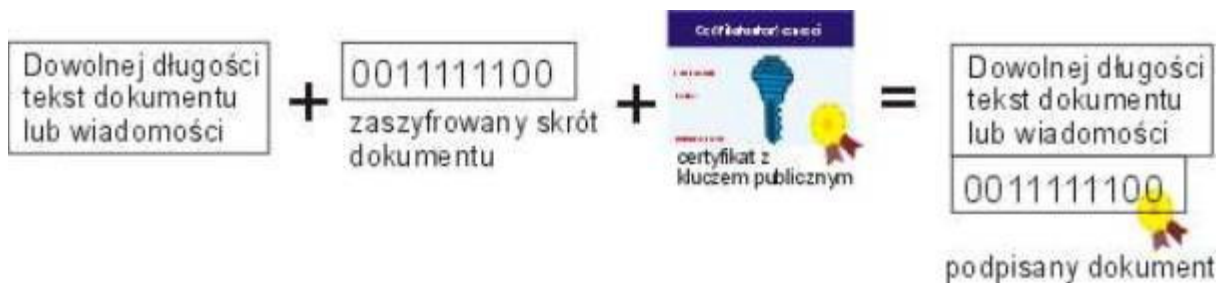 Dowolnej długości
tekst dokumentu
lub wiadomości
+
0011111100
zaszyfrowany skrót
dokumentu
+
certyfikat z
kluczem publicznym
=
Dowolnej długości
tekst dokumentu
lub wiadomości
0011111100
podpisany dokument